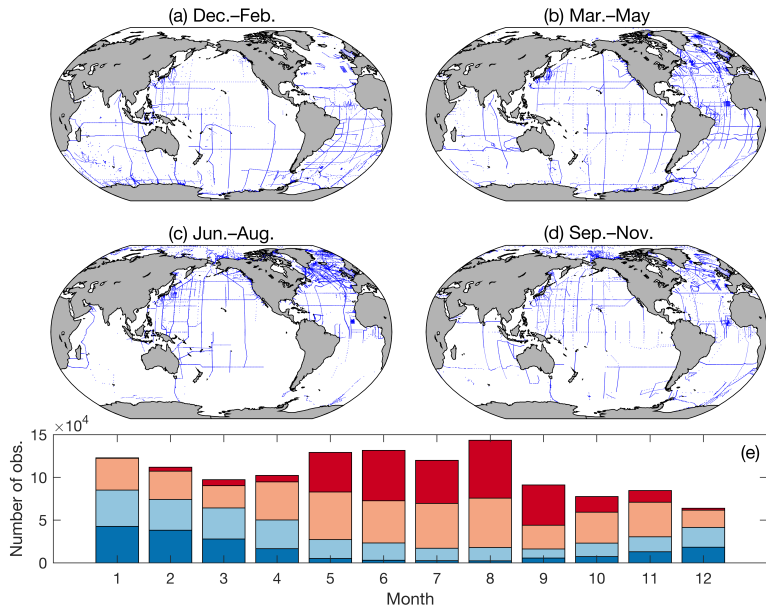 (a) Dec.–Feb.
(b) Mar.–May
(c) Jun.–Aug.
(d) Sep.–Nov.
×10⁴
15
10
5
0
Number of obs.
(e)
1 2 3 4 5 6 7 8 9 10 11 12
Month